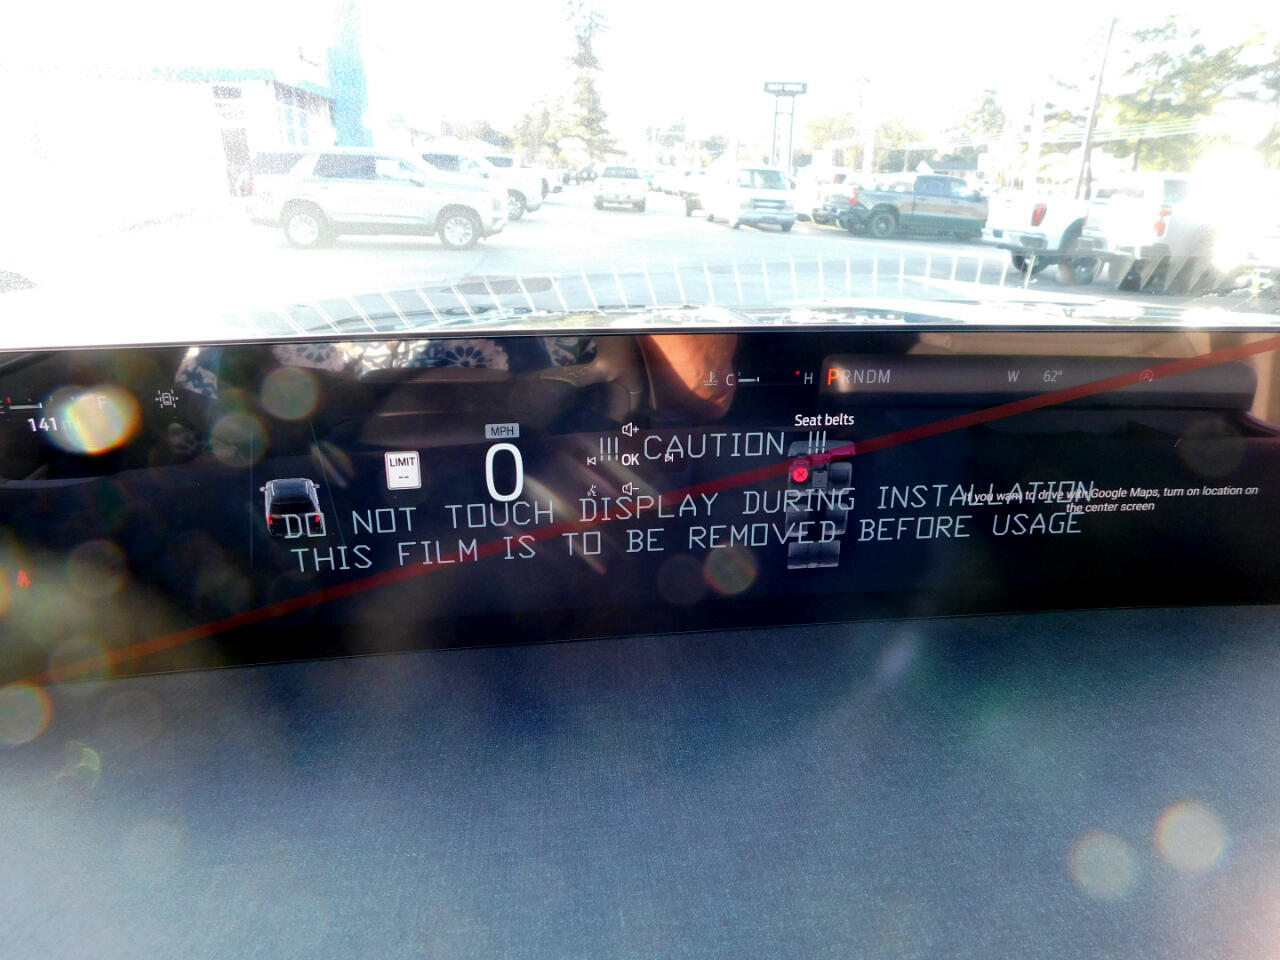 C H PRNDM W 62°
E F
141
Seat belts
MPH
0
LIMIT
--
!!! CAUTION !!!
OK
DO NOT TOUCH DISPLAY DURING INSTALLATION
THIS FILM IS TO BE REMOVED BEFORE USAGE
If you want to drive with Google Maps, turn on location on
the center screen